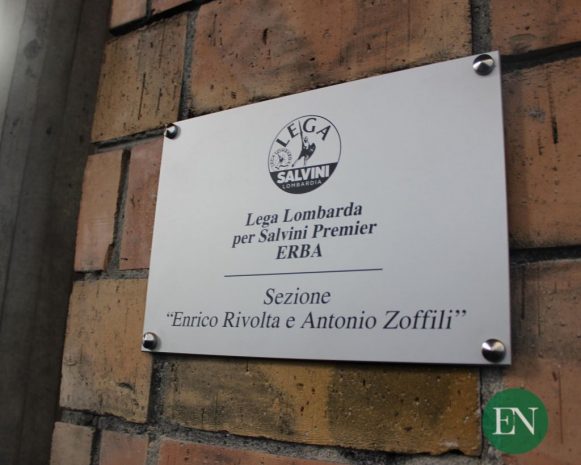 LEGA
SALVINI
LOMBARDIA
Lega Lombarda
per Salvini Premier
ERBA
Sezione
“Enrico Rivolta e Antonio Zoffili”
EN